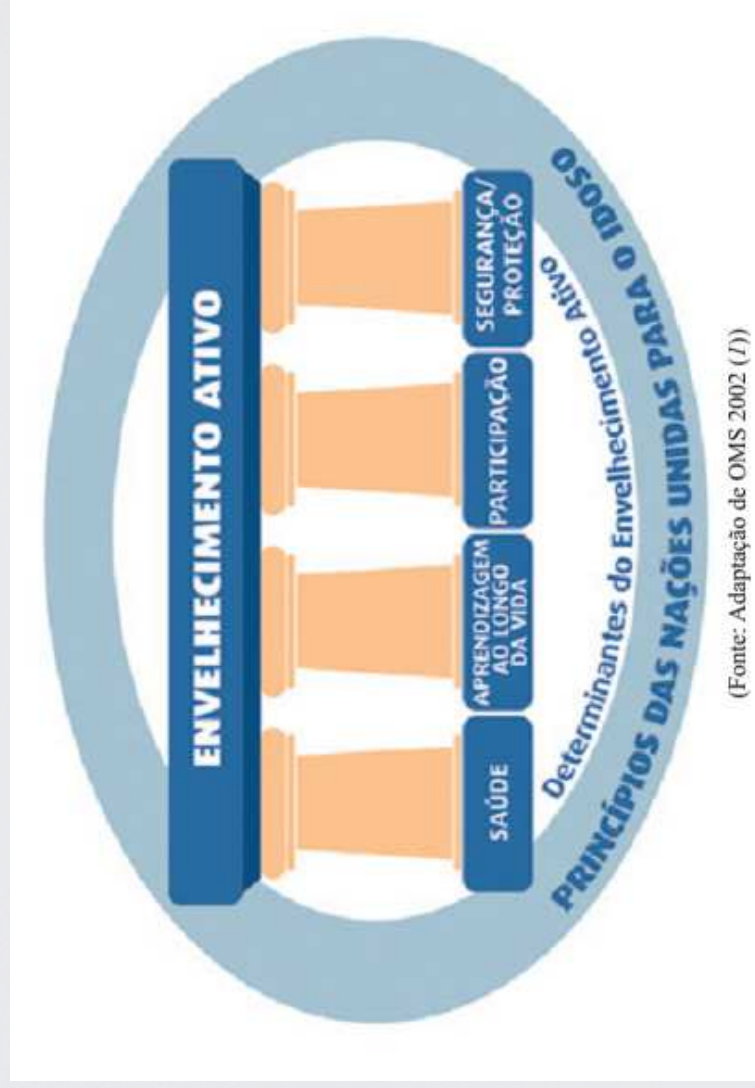 ENVELHECIMENTO ATIVO
SAÚDE
APRENDIZAGEM
AO LONGO
DA VIDA
PARTICIPAÇÃO
SEGURANÇA/
PROTEÇÃO
Determinantes do Envelhecimento Ativo
PRINCÍPIOS DAS NAÇÕES UNIDAS PARA O IDOSO
(Fonte: Adaptação de OMS 2002 (1))